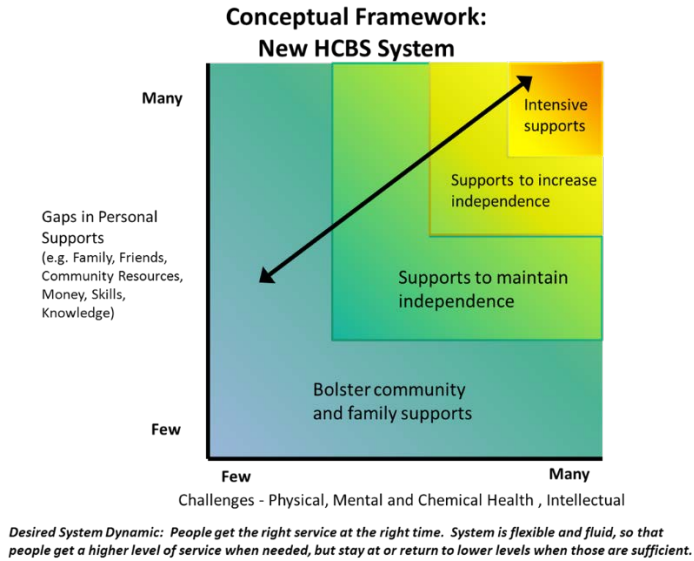 Conceptual Framework:
New HCBS System
Many
Intensive
supports
Supports to increase
independence
Gaps in Personal
Supports
(e.g. Family, Friends,
Community Resources,
Money, Skills,
Knowledge)
Supports to maintain
independence
Bolster community
and family supports
Few
Few
Many
Challenges - Physical, Mental and Chemical Health , Intellectual
Desired System Dynamic:  People get the right service at the right time.  System is flexible and fluid, so that
people get a higher level of service when needed, but stay at or return to lower levels when those are sufficient.